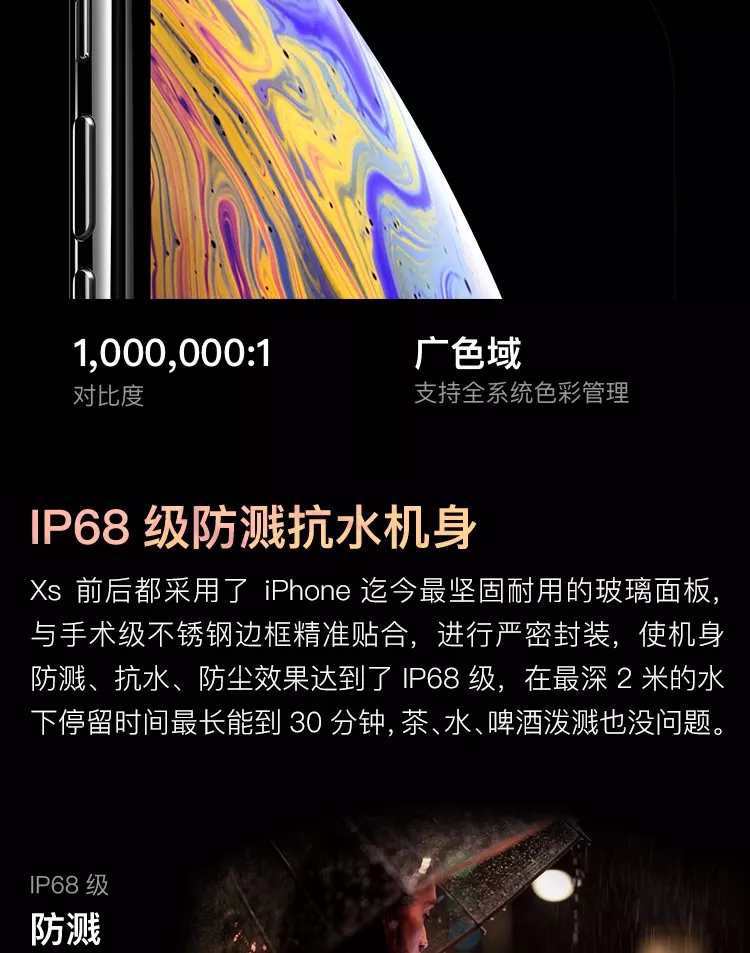 1,000,000:1
对比度
广色域
支持全系统色彩管理
IP68 级防溅抗水机身
Xs 前后都采用了 iPhone 迄今最坚固耐用的玻璃面板,
与手术级不锈钢边框精准贴合，进行严密封装，使机身
防溅、抗水、防尘效果达到了 IP68 级，在最深 2 米的水
下停留时间最长能到 30 分钟,茶、水、啤酒泼溅也没问题。
IP68 级
防溅